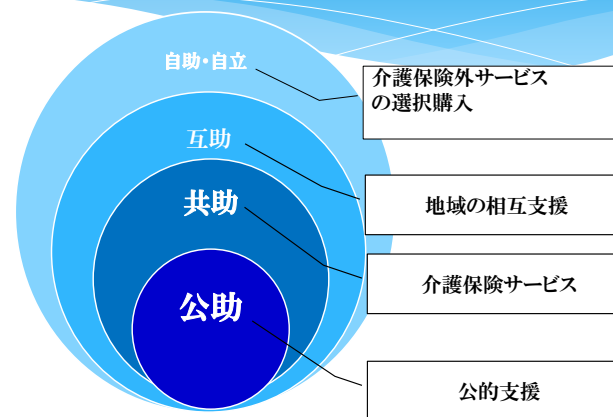 自助・自立
介護保険外サービス
の選択購入
互助
地域の相互支援
共助
介護保険サービス
公助
公的支援